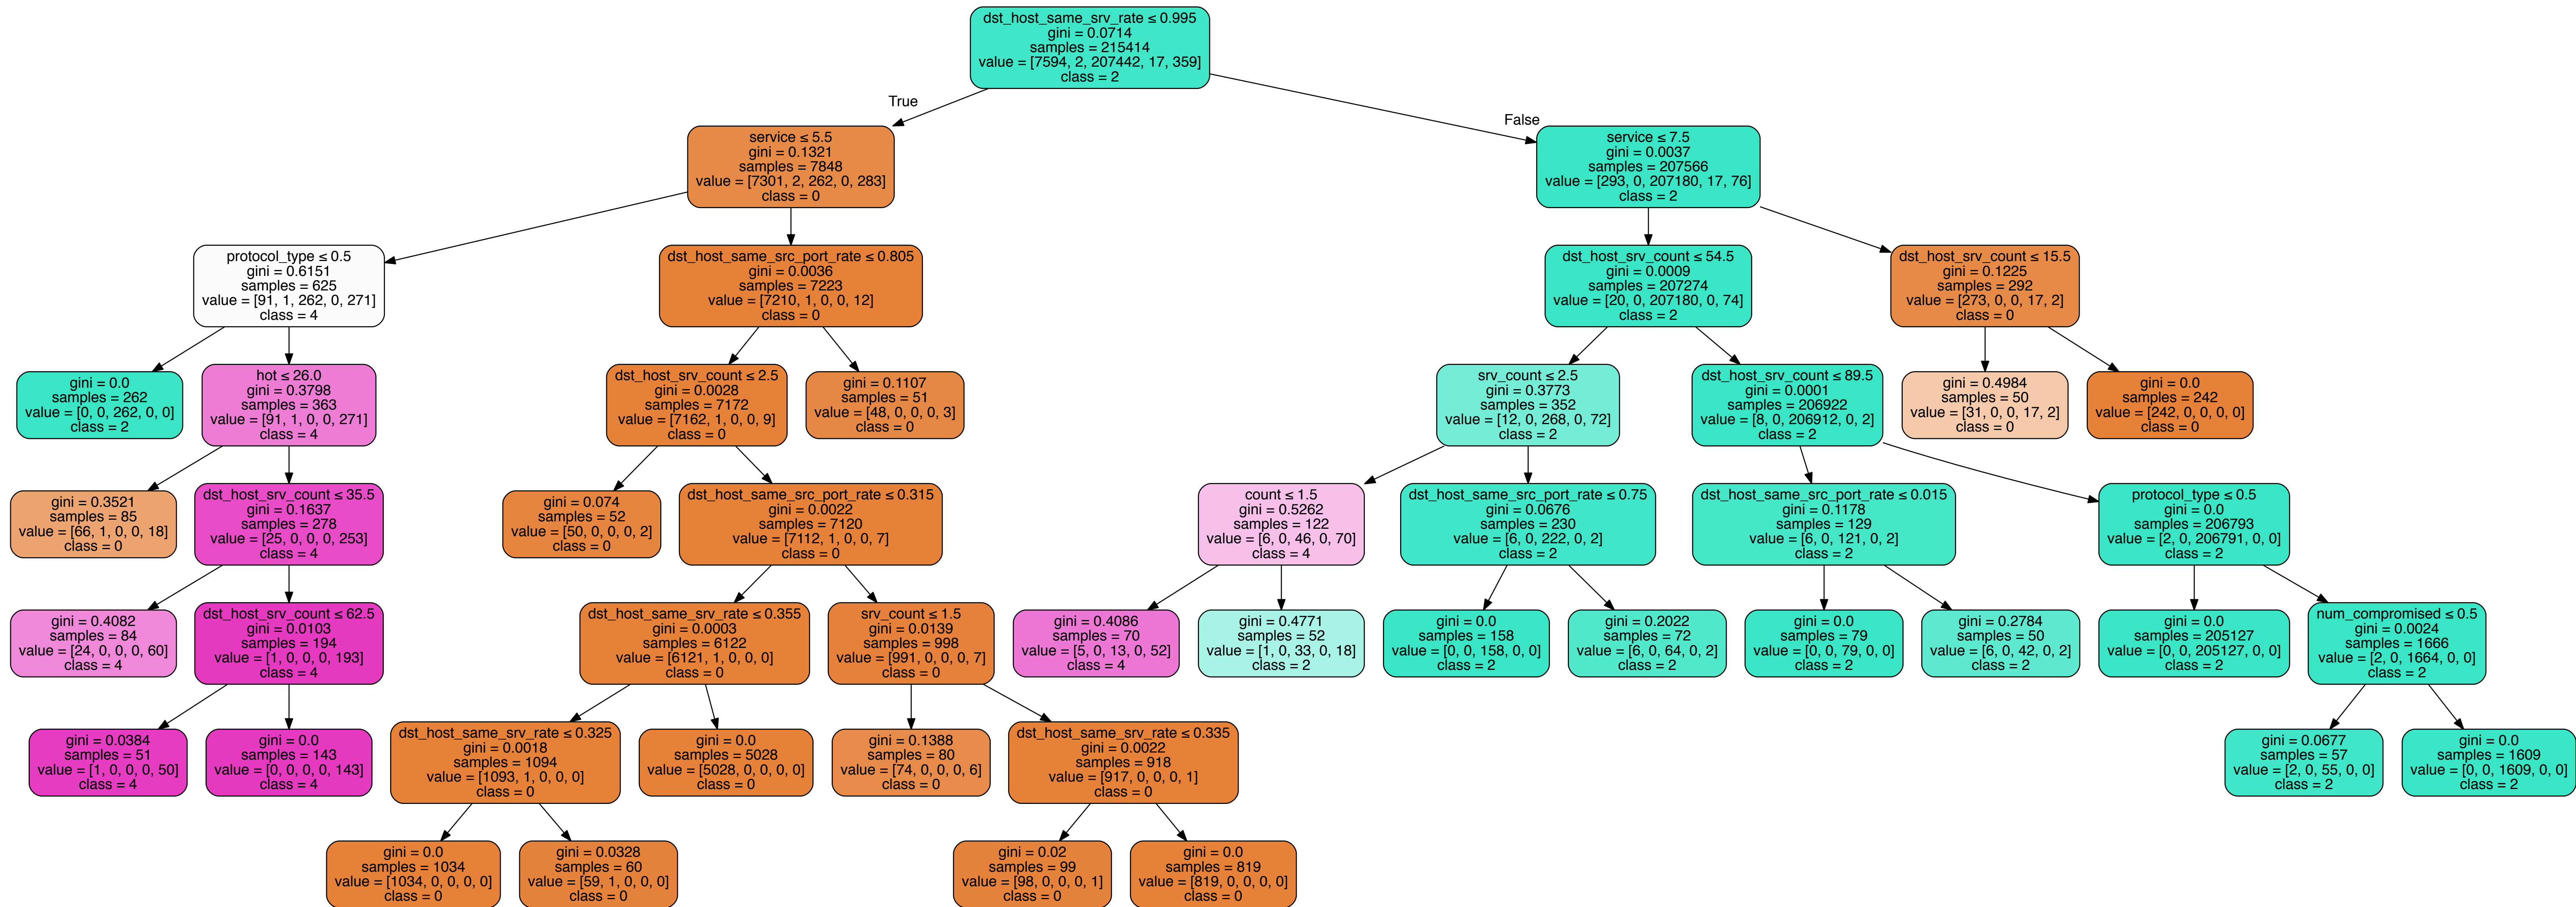 dst_host_same_srv_rate ≤ 0.995
gini = 0.0714
samples = 215414
value = [7594, 2, 207442, 17, 359]
class = 2
True
False
service ≤ 5.5
gini = 0.1321
samples = 7848
value = [7301, 2, 262, 0, 283]
class = 0
service ≤ 7.5
gini = 0.0037
samples = 207566
value = [293, 0, 207180, 17, 76]
class = 2
protocol_type ≤ 0.5
gini = 0.6151
samples = 625
value = [91, 1, 262, 0, 271]
class = 4
dst_host_same_src_port_rate ≤ 0.805
gini = 0.0036
samples = 7223
value = [7210, 1, 0, 0, 12]
class = 0
dst_host_srv_count ≤ 54.5
gini = 0.0009
samples = 207274
value = [20, 0, 207180, 0, 74]
class = 2
dst_host_srv_count ≤ 15.5
gini = 0.1225
samples = 292
value = [273, 0, 0, 17, 2]
class = 0
gini = 0.0
samples = 262
value = [0, 0, 262, 0, 0]
class = 2
hot ≤ 26.0
gini = 0.3798
samples = 363
value = [91, 1, 0, 0, 271]
class = 4
dst_host_srv_count ≤ 2.5
gini = 0.0028
samples = 7172
value = [7162, 1, 0, 0, 9]
class = 0
gini = 0.1107
samples = 51
value = [48, 0, 0, 0, 3]
class = 0
srv_count ≤ 2.5
gini = 0.3773
samples = 352
value = [12, 0, 268, 0, 72]
class = 2
dst_host_srv_count ≤ 89.5
gini = 0.0001
samples = 206922
value = [8, 0, 206912, 0, 2]
class = 2
gini = 0.4984
samples = 50
value = [31, 0, 0, 17, 2]
class = 0
gini = 0.0
samples = 242
value = [242, 0, 0, 0, 0]
class = 0
gini = 0.3521
samples = 85
value = [66, 1, 0, 0, 18]
class = 0
dst_host_srv_count ≤ 35.5
gini = 0.1637
samples = 278
value = [25, 0, 0, 0, 253]
class = 4
gini = 0.074
samples = 52
value = [50, 0, 0, 0, 2]
class = 0
dst_host_same_src_port_rate ≤ 0.315
gini = 0.0022
samples = 7120
value = [7112, 1, 0, 0, 7]
class = 0
count ≤ 1.5
gini = 0.5262
samples = 122
value = [6, 0, 46, 0, 70]
class = 4
dst_host_same_src_port_rate ≤ 0.75
gini = 0.0676
samples = 230
value = [6, 0, 222, 0, 2]
class = 2
dst_host_same_src_port_rate ≤ 0.015
gini = 0.1178
samples = 129
value = [6, 0, 121, 0, 2]
class = 2
protocol_type ≤ 0.5
gini = 0.0
samples = 206793
value = [2, 0, 206791, 0, 0]
class = 2
gini = 0.4082
samples = 84
value = [24, 0, 0, 0, 60]
class = 4
dst_host_srv_count ≤ 62.5
gini = 0.0103
samples = 194
value = [1, 0, 0, 0, 193]
class = 4
dst_host_same_srv_rate ≤ 0.355
gini = 0.0003
samples = 6122
value = [6121, 1, 0, 0, 0]
class = 0
srv_count ≤ 1.5
gini = 0.0139
samples = 998
value = [991, 0, 0, 0, 7]
class = 0
gini = 0.4086
samples = 70
value = [5, 0, 13, 0, 52]
class = 4
gini = 0.4771
samples = 52
value = [1, 0, 33, 0, 18]
class = 2
gini = 0.0
samples = 158
value = [0, 0, 158, 0, 0]
class = 2
gini = 0.2022
samples = 72
value = [6, 0, 64, 0, 2]
class = 2
gini = 0.0
samples = 79
value = [0, 0, 79, 0, 0]
class = 2
gini = 0.2784
samples = 50
value = [6, 0, 42, 0, 2]
class = 2
gini = 0.0
samples = 205127
value = [0, 0, 205127, 0, 0]
class = 2
num_compromised ≤ 0.5
gini = 0.0024
samples = 1666
value = [2, 0, 1664, 0, 0]
class = 2
gini = 0.0384
samples = 51
value = [1, 0, 0, 0, 50]
class = 4
gini = 0.0
samples = 143
value = [0, 0, 0, 0, 143]
class = 4
dst_host_same_srv_rate ≤ 0.325
gini = 0.0018
samples = 1094
value = [1093, 1, 0, 0, 0]
class = 0
gini = 0.0
samples = 5028
value = [5028, 0, 0, 0, 0]
class = 0
gini = 0.1388
samples = 80
value = [74, 0, 0, 0, 6]
class = 0
dst_host_same_srv_rate ≤ 0.335
gini = 0.0022
samples = 918
value = [917, 0, 0, 0, 1]
class = 0
gini = 0.0677
samples = 57
value = [2, 0, 55, 0, 0]
class = 2
gini = 0.0
samples = 1609
value = [0, 0, 1609, 0, 0]
class = 2
gini = 0.0
samples = 1034
value = [1034, 0, 0, 0, 0]
class = 0
gini = 0.0328
samples = 60
value = [59, 1, 0, 0, 0]
class = 0
gini = 0.02
samples = 99
value = [98, 0, 0, 0, 1]
class = 0
gini = 0.0
samples = 819
value = [819, 0, 0, 0, 0]
class = 0